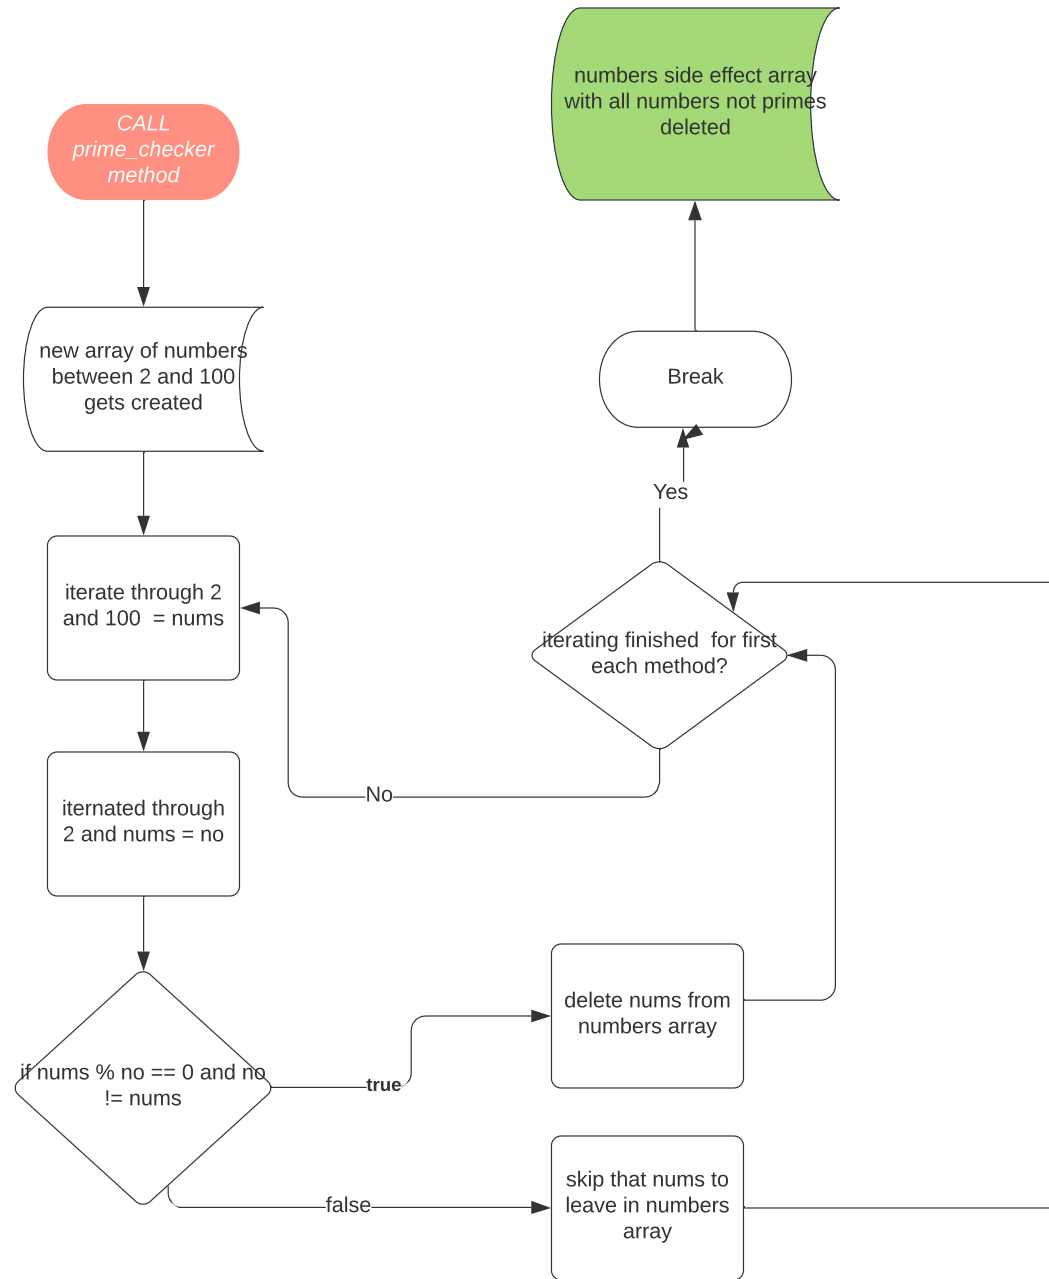 CALL
prime_checker
method
new array of numbers
between 2 and 100
gets created
iterate through 2
and 100  = nums
iternated through
2 and nums = no
if nums % no == 0 and no
!= nums
true
false
delete nums from
numbers array
skip that nums to
leave in numbers
array
iterating finished  for first
each method?
No
Yes
Break
numbers side effect array
with all numbers not primes
deleted